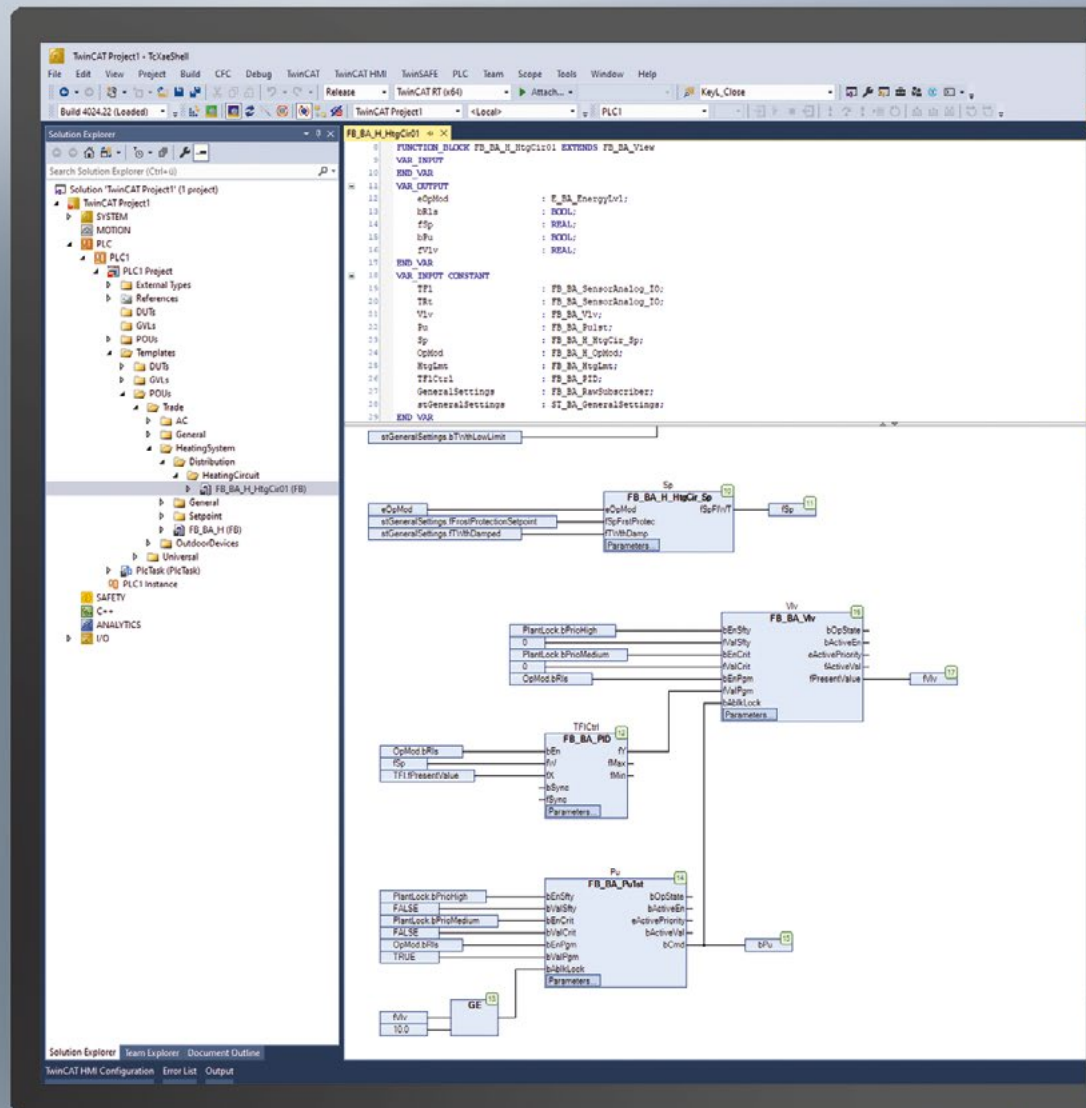 TwinCAT Project1 - TcXaeShell
File Edit View Project Build CFC Debug TwinCAT TwinCAT HMI TwinSAFE PLC Team Scope Tools Window Help
Release TwinCAT RT (x64) Attach... KeyL_Close
Build 4024.22 (Loaded) TwinCAT Project1 <Local> PLC1
Solution Explorer
Search Solution Explorer (Ctrl+ü)
Solution 'TwinCAT Project1' (1 project)
TwinCAT Project1
SYSTEM
MOTION
PLC
PLC1
PLC1 Project
External Types
References
DUTs
GVLs
POUs
Templates
DUTs
GVLs
POUs
Trade
AC
General
HeatingSystem
Distribution
HeatingCircuit
FB_BA_H_HtgCir01 (FB)
General
Setpoint
FB_BA_H (FB)
OutdoorDevices
Universal
PlcTask (PlcTask)
PLC1 Instance
SAFETY
C++
ANALYTICS
I/O
Solution Explorer Team Explorer Document Outline
TwinCAT HMI Configuration Error List Output
FB_BA_H_HtgCir01
8 FUNCTION_BLOCK FB_BA_H_HtgCir01 EXTENDS FB_BA_View
9 VAR_INPUT
10 END_VAR
11 VAR_OUTPUT
12 eOpMod : E_BA_EnergyLvl;
13 bRls : BOOL;
14 fSp : REAL;
15 bPu : BOOL;
16 fVlv : REAL;
17 END_VAR
18 VAR_INPUT CONSTANT
19 TFl : FB_BA_SensorAnalog_IO;
20 TRt : FB_BA_SensorAnalog_IO;
21 Vlv : FB_BA_Vlv;
22 Pu : FB_BA_Pu1st;
23 Sp : FB_BA_H_HtgCir_Sp;
24 OpMod : FB_BA_H_OpMod;
25 HtgLmt : FB_BA_HtgLmt;
26 TFlCtrl : FB_BA_PID;
27 GeneralSettings : FB_BA_RawSubscriber;
28 stGeneralSettings : ST_BA_GeneralSettings;
29 END_VAR
stGeneralSettings.bTWthLowLimit
Sp
FB_BA_H_HtgCir_Sp 10
eOpMod eOpMod fSpFlWT fSp 11
stGeneralSettings.fFrostProtectionSetpoint fSpFrstProtec
stGeneralSettings.fTWthDamped fTWthDamp
Parameters...
Vlv
FB_BA_Vlv 16
PlantLock.bPrioHigh bEnSfty bOpState
0 fValSfty bActiveEn
PlantLock.bPrioMedium bEnCrit eActivePriority
0 fValCrit fActiveVal
OpMod.bRls bEnPgm fPresentValue fVlv 17
fValPgm
bAblkLock
Parameters...
TFlCtrl
FB_BA_PID 12
OpMod.bRls bEn fY
fSp fW fMax
TFl.fPresentValue fX fMin
bSync
fSync
Parameters...
Pu
FB_BA_Pu1st 14
PlantLock.bPrioHigh bEnSfty bOpState
FALSE bValSfty bActiveEn
PlantLock.bPrioMedium bEnCrit eActivePriority
FALSE bValCrit bActiveVal
OpMod.bRls bEnPgm bCmd bPu 15
TRUE bValPgm
bAblkLock
Parameters...
GE 13
fVlv
10.0